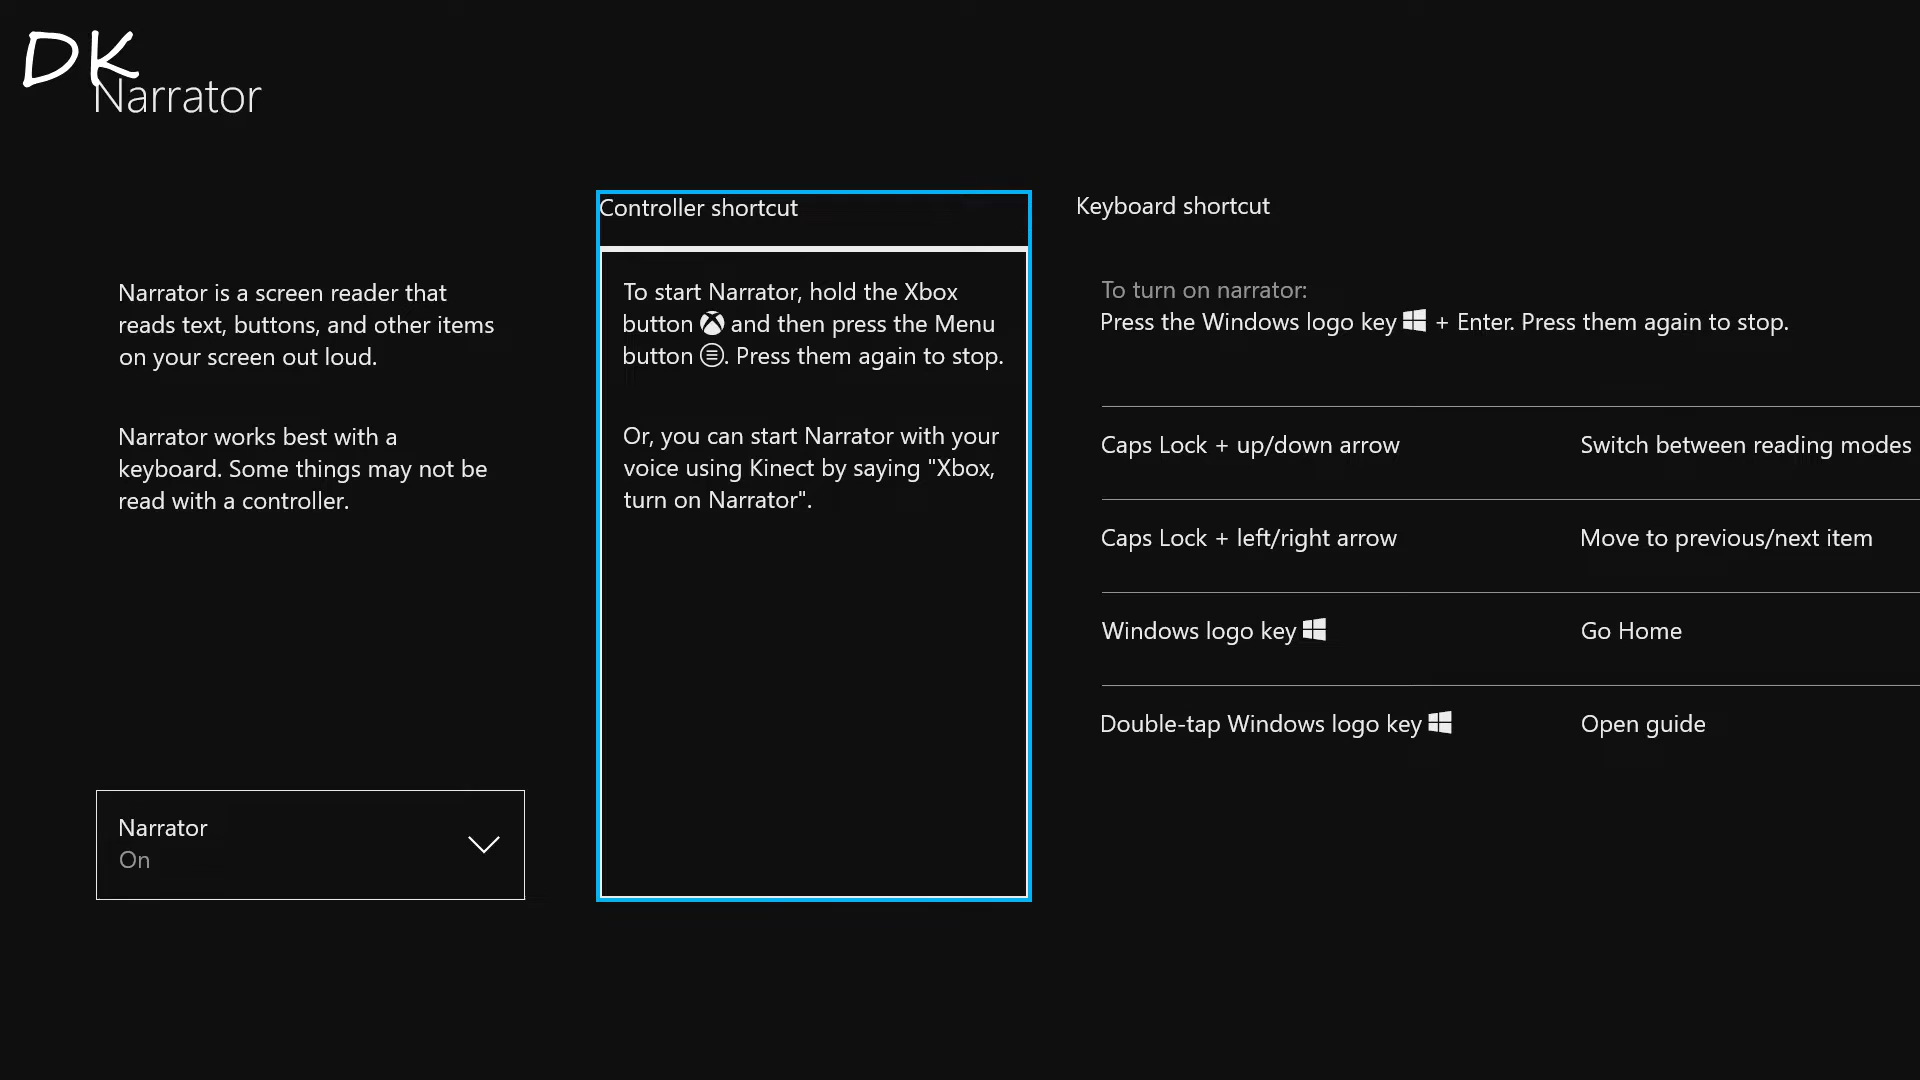 DK
Narrator
Narrator is a screen reader that
reads text, buttons, and other items
on your screen out loud.
Narrator works best with a
keyboard. Some things may not be
read with a controller.
Narrator
On
Controller shortcut
To start Narrator, hold the Xbox
button and then press the Menu
button . Press them again to stop.
Or, you can start Narrator with your
voice using Kinect by saying "Xbox,
turn on Narrator".
Keyboard shortcut
To turn on narrator:
Press the Windows logo key + Enter. Press them again to stop.
Caps Lock + up/down arrow Switch between reading modes
Caps Lock + left/right arrow Move to previous/next item
Windows logo key Go Home
Double-tap Windows logo key Open guide